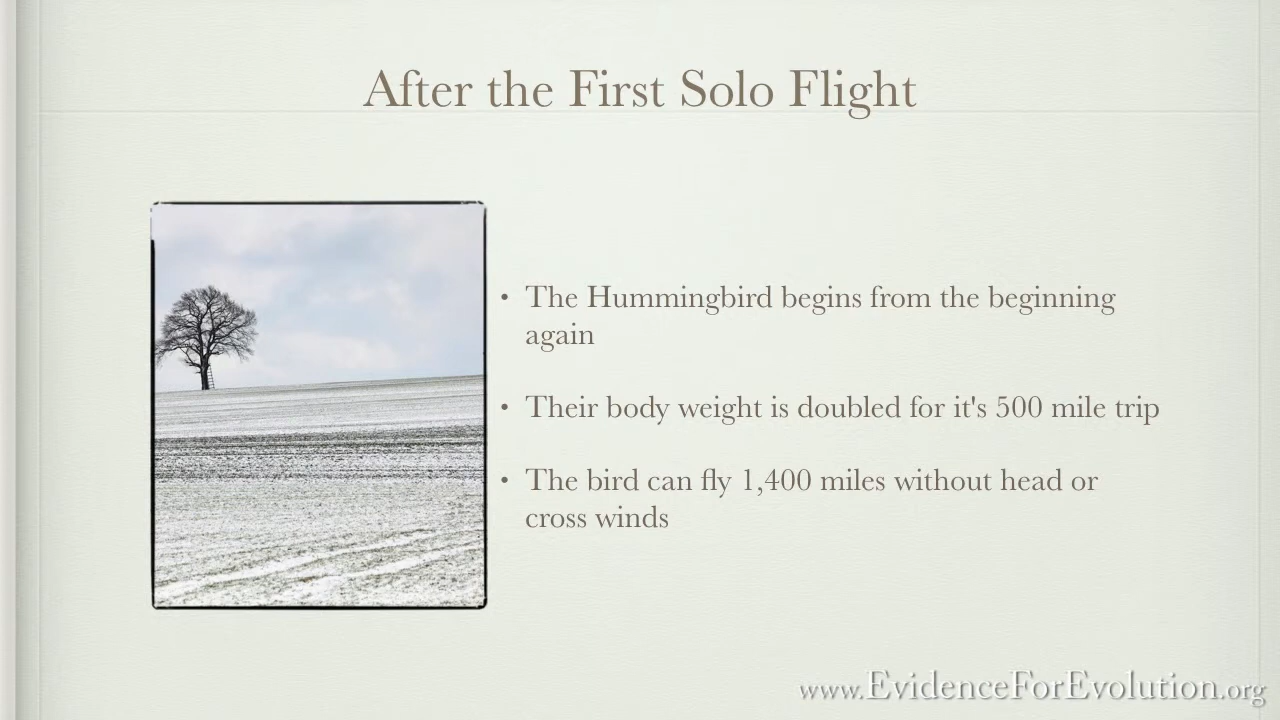 After the First Solo Flight
• The Hummingbird begins from the beginning
again
• Their body weight is doubled for it's 500 mile trip
• The bird can fly 1,400 miles without head or
cross winds
www.EvidenceForEvolution.org